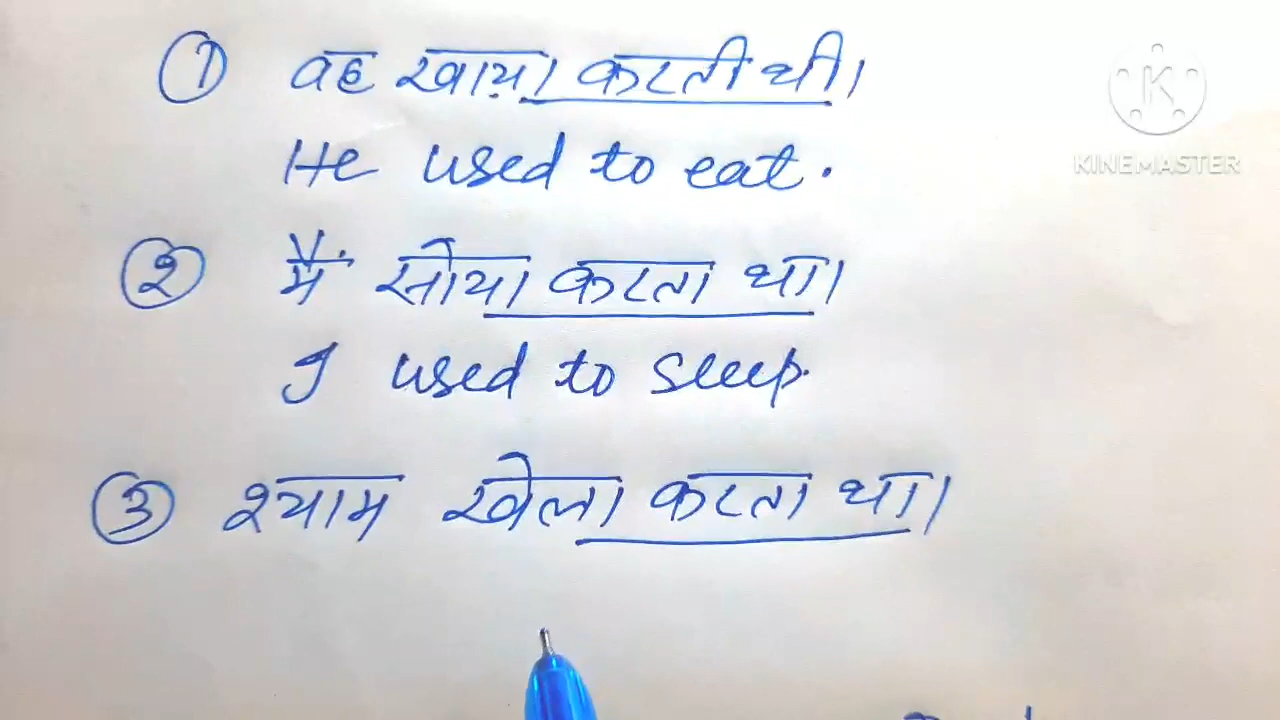 ① वह खाया करती थी।
He used to eat.
KINEMASTER
② मैं सोया करता था।
I used to sleep.
③ श्याम खेला करता था।